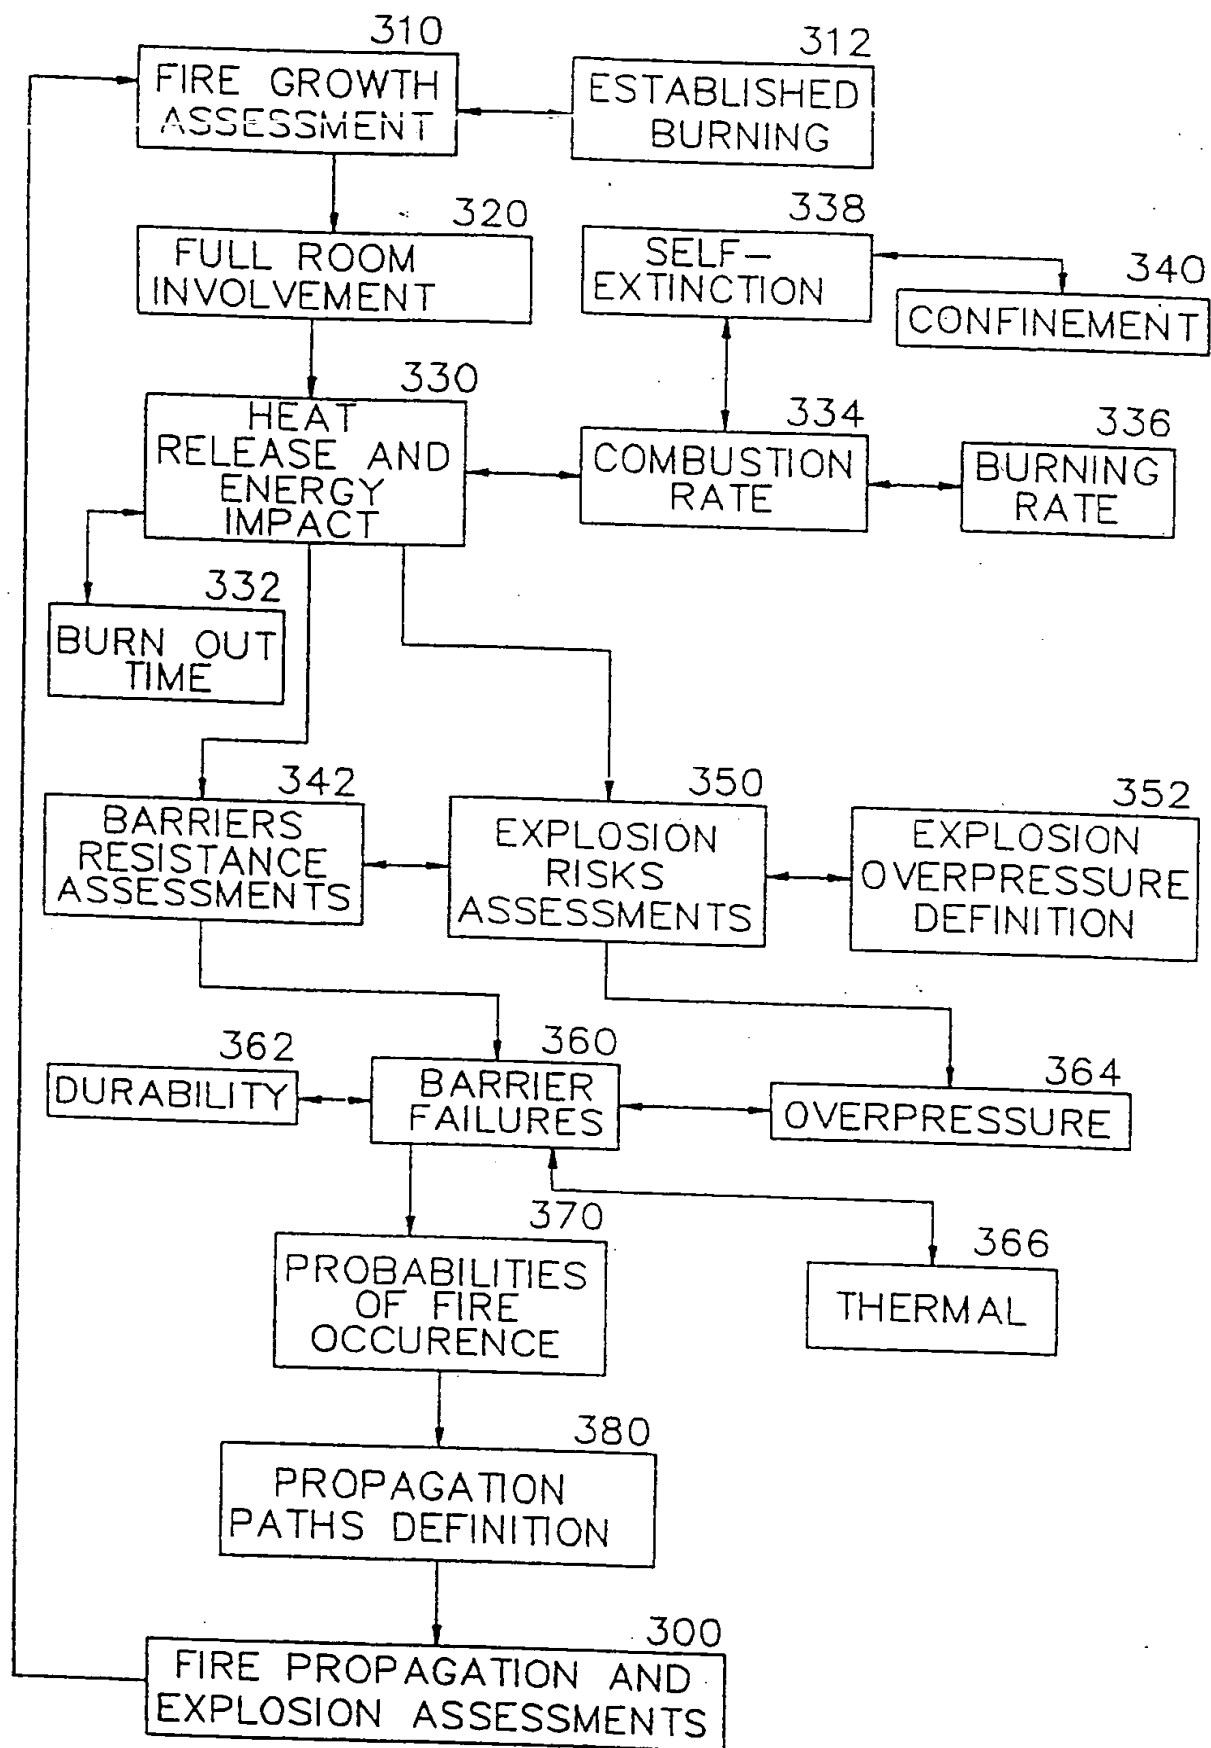 310
FIRE GROWTH
ASSESSMENT
312
ESTABLISHED
BURNING
320
FULL ROOM
INVOLVEMENT
338
SELF-
EXTINCTION
340
CONFINEMENT
330
HEAT
RELEASE AND
ENERGY
IMPACT
334
COMBUSTION
RATE
336
BURNING
RATE
332
BURN OUT
TIME
342
BARRIERS
RESISTANCE
ASSESSMENTS
350
EXPLOSION
RISKS
ASSESSMENTS
352
EXPLOSION
OVERPRESSURE
DEFINITION
362
DURABILITY
360
BARRIER
FAILURES
364
OVERPRESSURE
370
PROBABILITIES
OF FIRE
OCCURENCE
366
THERMAL
380
PROPAGATION
PATHS DEFINITION
300
FIRE PROPAGATION AND
EXPLOSION ASSESSMENTS